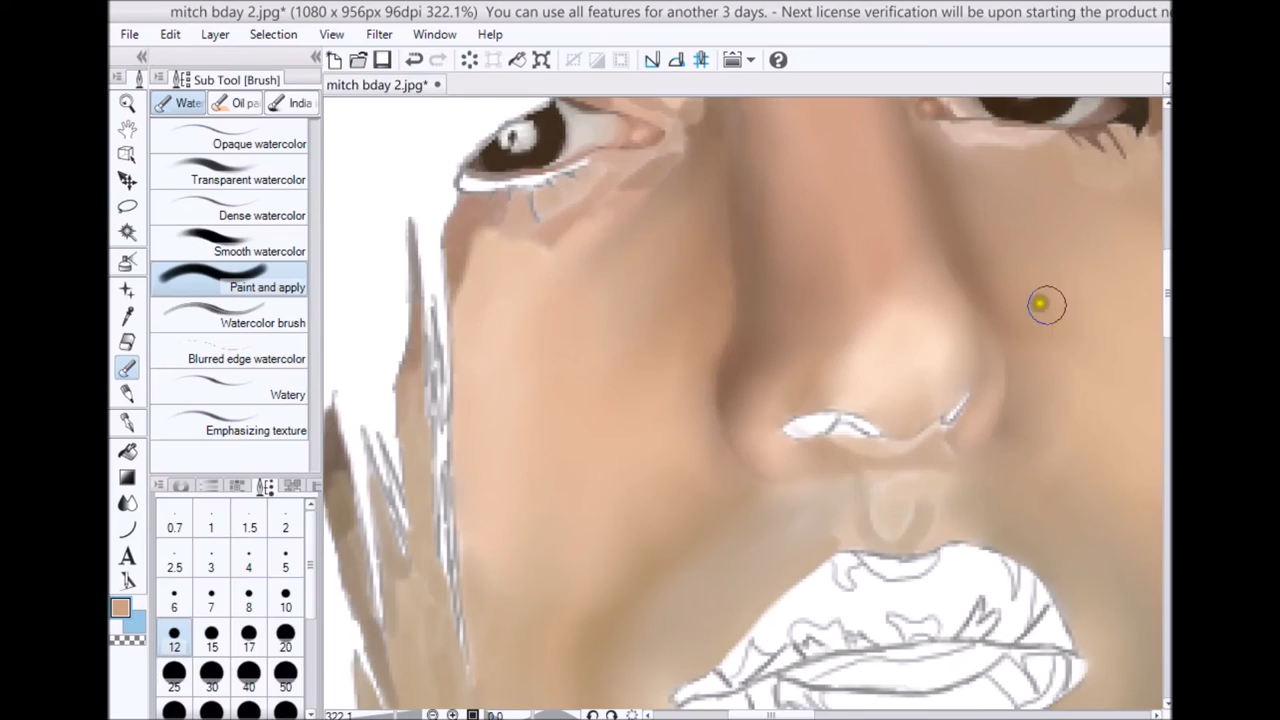 mitch bday 2.jpg* (1080 x 956px 96dpi 322.1%) You can use all features for another 3 days. - Next license verification will be upon starting the product
File Edit Layer Selection View Filter Window Help
Sub Tool [Brush]
mitch bday 2.jpg*
Wate Oil pa India
Opaque watercolor
Transparent watercolor
Dense watercolor
Smooth watercolor
Paint and apply
Watercolor brush
Blurred edge watercolor
Watery
Emphasizing texture
0.7 1 1.5 2
2.5 3 4 5
6 7 8 10
12 15 17 20
25 30 40 50
322.1 0.0